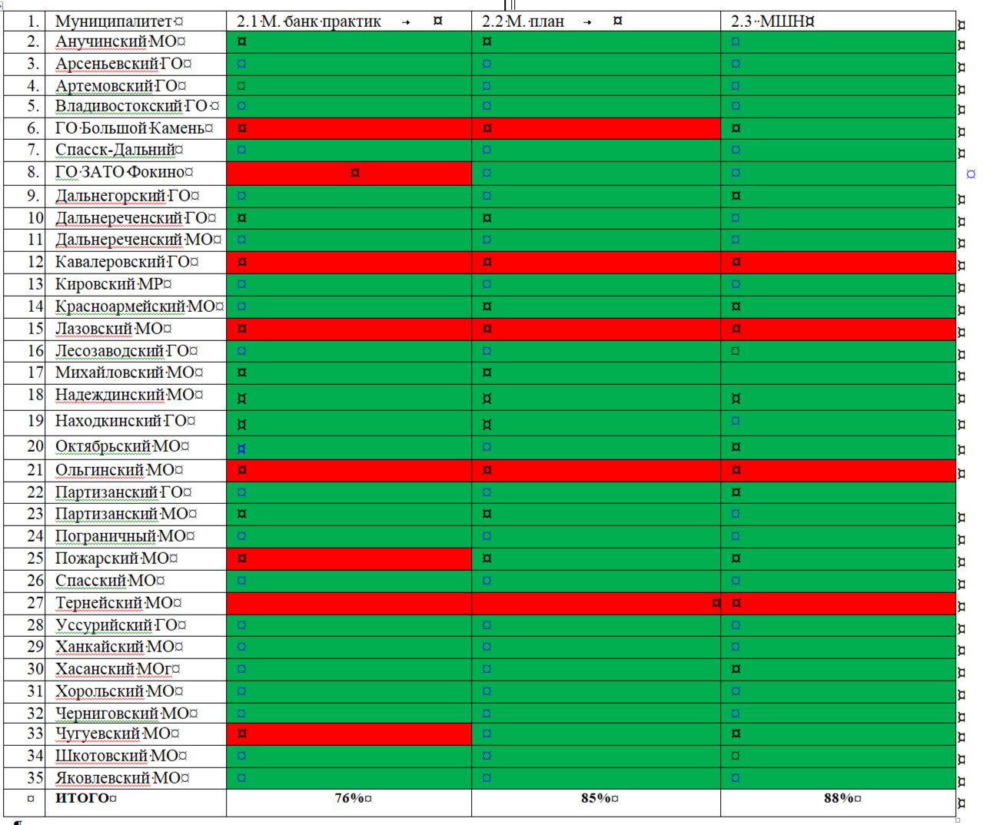 1. Муниципалитет 2.1 М. банк практик → 2.2 М. план → 2.3 МШН
2. Анучинский МО
3. Арсеньевский ГО
4. Артемовский ГО
5. Владивостокский ГО
6. ГО Большой Камень
7. Спасск-Дальний
8. ГО ЗАТО Фокино
9. Дальнегорский ГО
10 Дальнереченский ГО
11 Дальнереченский МО
12 Кавалеровский ГО
13 Кировский МР
14 Красноармейский МО
15 Лазовский МО
16 Лесозаводский ГО
17 Михайловский МО
18 Надеждинский МО
19 Находкинский ГО
20 Октябрьский МО
21 Ольгинский МО
22 Партизанский ГО
23 Партизанский МО
24 Пограничный МО
25 Пожарский МО
26 Спасский МО
27 Тернейский МО
28 Уссурийский ГО
29 Ханкайский МО
30 Хасанский МОг
31 Хорольский МО
32 Черниговский МО
33 Чугуевский МО
34 Шкотовский МО
35 Яковлевский МО
ИТОГО 76% 85% 88%